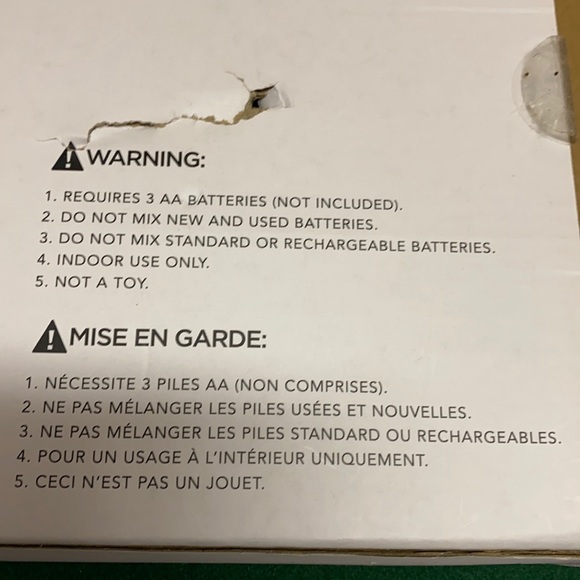 WARNING:
1. REQUIRES 3 AA BATTERIES (NOT INCLUDED).
2. DO NOT MIX NEW AND USED BATTERIES.
3. DO NOT MIX STANDARD OR RECHARGEABLE BATTERIES.
4. INDOOR USE ONLY.
5. NOT A TOY.
MISE EN GARDE:
1. NÉCESSITE 3 PILES AA (NON COMPRISES).
2. NE PAS MÉLANGER LES PILES USÉES ET NOUVELLES.
3. NE PAS MÉLANGER LES PILES STANDARD OU RECHARGEABLES.
4. POUR UN USAGE À L'INTÉRIEUR UNIQUEMENT.
5. CECI N'EST PAS UN JOUET.